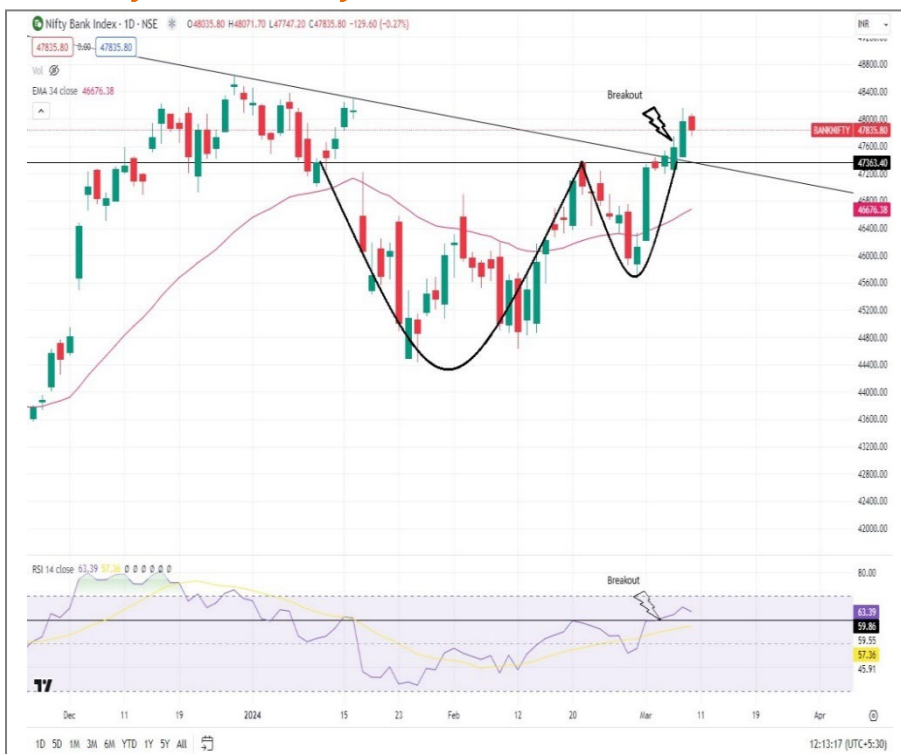 Nifty Bank Index · 1D · NSE O48035.80 H48071.70 L47747.20 C47835.80 -129.60 (-0.27%)
INR
47835.80 0.00 47835.80
Vol
EMA 34 close 46676.38
Breakout
48800.00
48400.00
48000.00
BANKNIFTY 47835.80
47600.00
47363.40
47200.00
46800.00
46676.38
46400.00
46000.00
45600.00
45200.00
44800.00
44400.00
44000.00
43600.00
43200.00
42800.00
42400.00
42000.00
RSI 14 close 63.39 57.36 0 0 0 0 0 0
Breakout
80.00
63.39
59.86
59.55
57.36
45.91
Dec 11 19 2024 15 23 Feb 12 20 Mar 11 19 Apr
1D 5D 1M 3M 6M YTD 1Y 5Y All
12:13:17 (UTC+5:30)